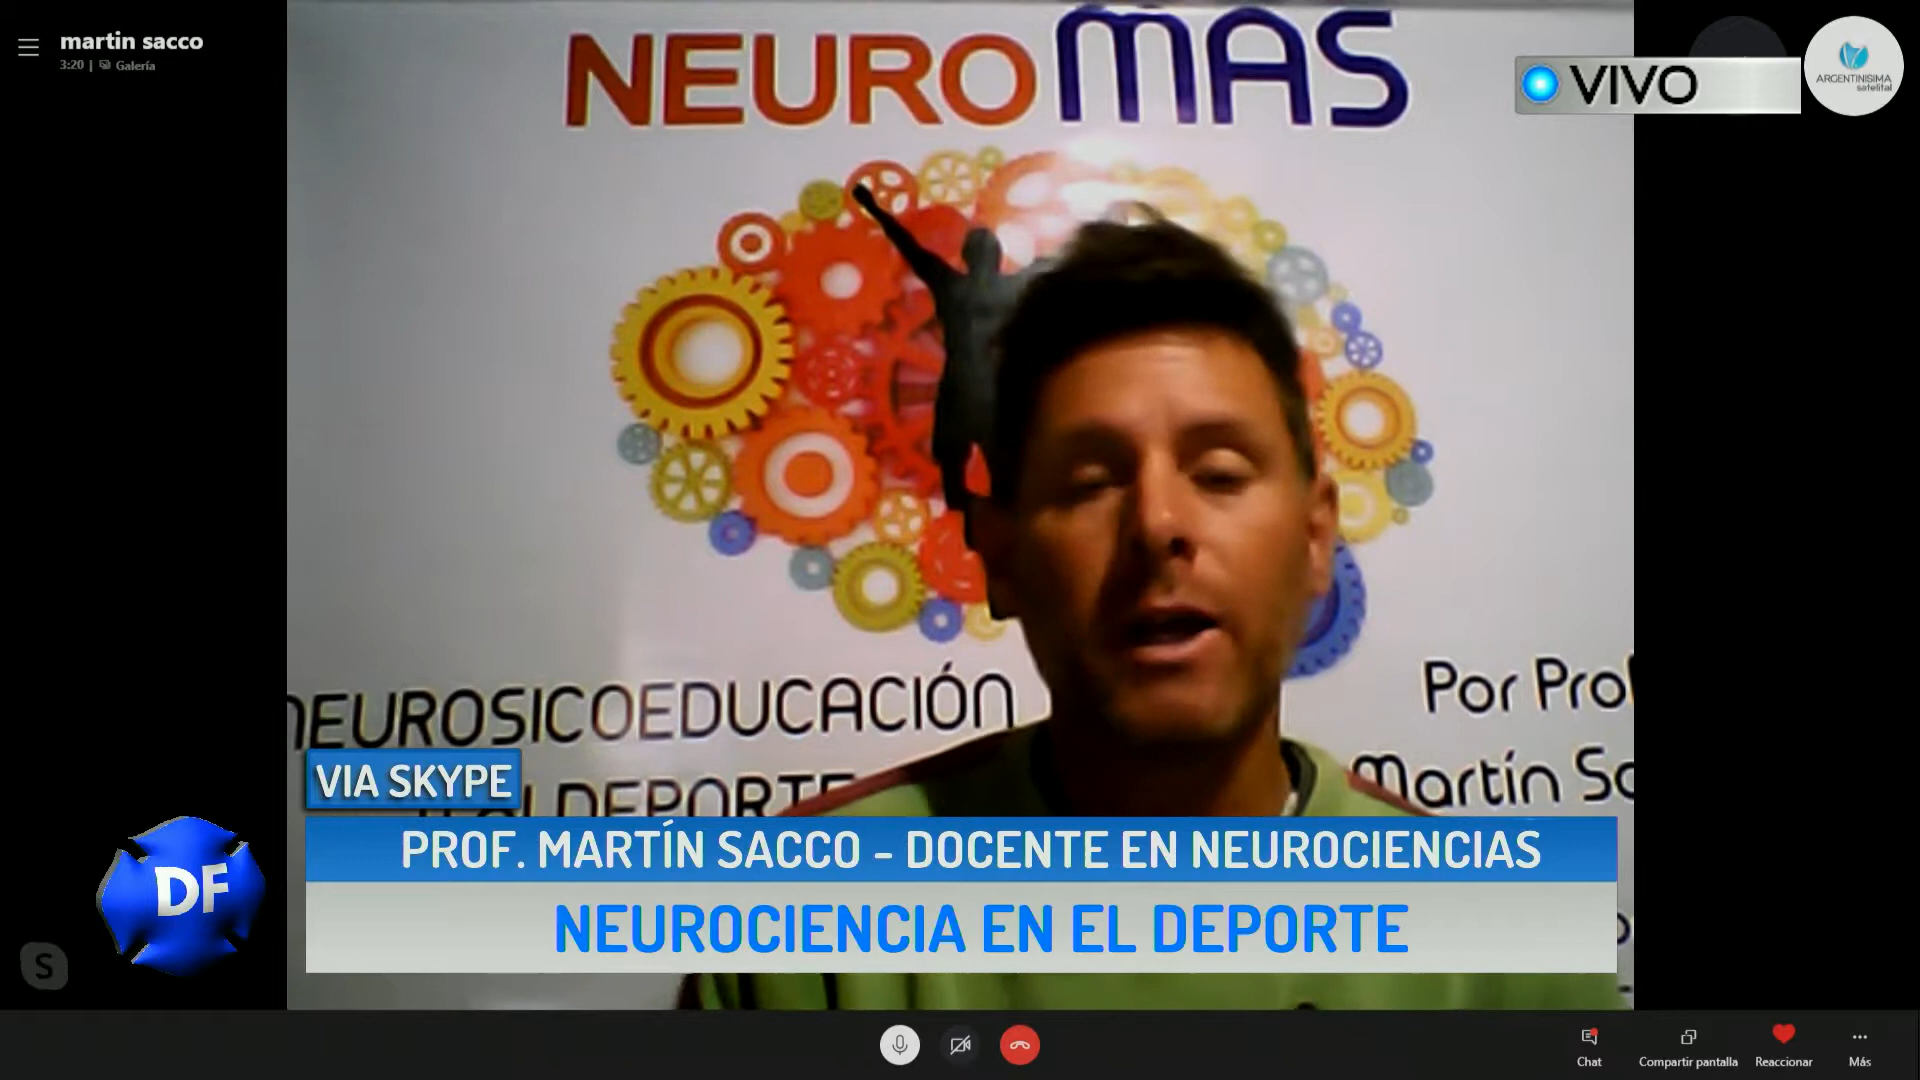 martin sacco
3:20 | Galería
NEUROMAS
VIVO
ARGENTINISIMA
satelital
NEUROSICOEDUCACIÓN
Por Prof
Martín Sa
VIA SKYPE
DEPORTE
PROF. MARTÍN SACCO - DOCENTE EN NEUROCIENCIAS
NEUROCIENCIA EN EL DEPORTE
DF
S
Chat
Compartir pantalla
Reaccionar
Más